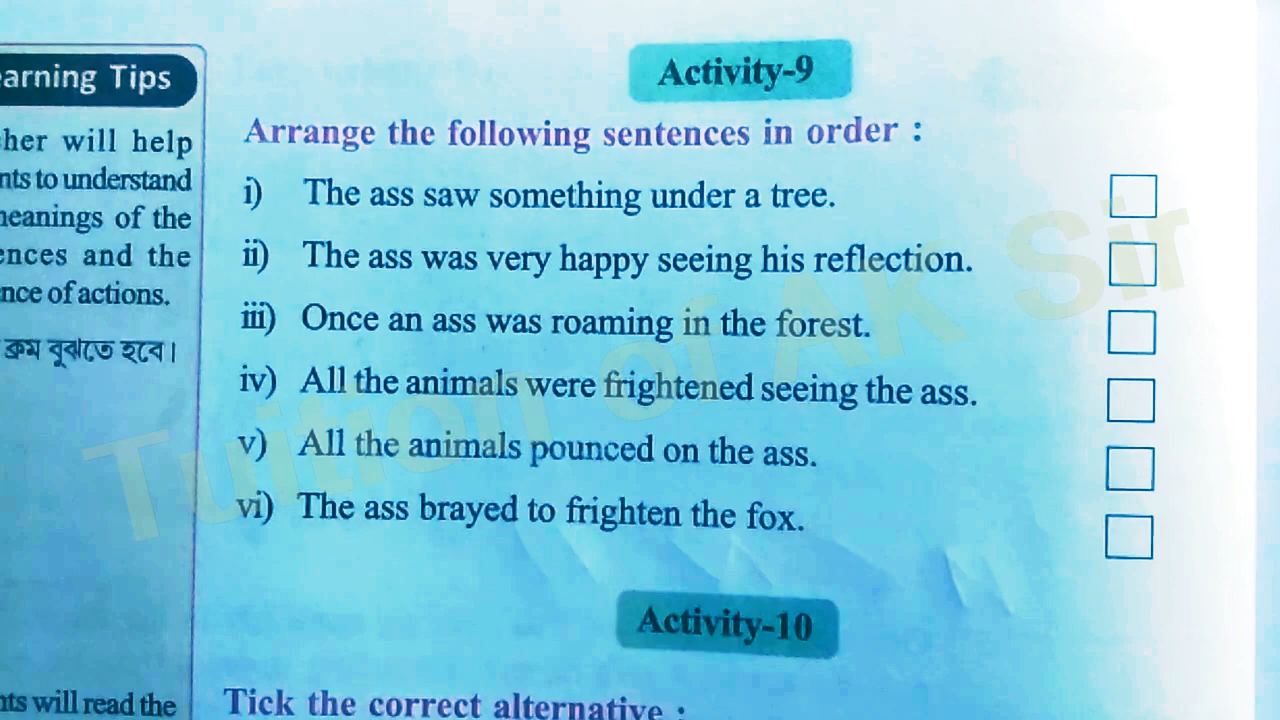 arning Tips
her will help
nts to understand
neanings of the
ences and the
nce of actions.
ক্রম বুঝতে হবে।
nts will read the
Activity-9
Arrange the following sentences in order :
i) The ass saw something under a tree.
ii) The ass was very happy seeing his reflection.
iii) Once an ass was roaming in the forest.
iv) All the animals were frightened seeing the ass.
v) All the animals pounced on the ass.
vi) The ass brayed to frighten the fox.
Activity-10
Tick the correct alternative :
Tuition of AK Sir